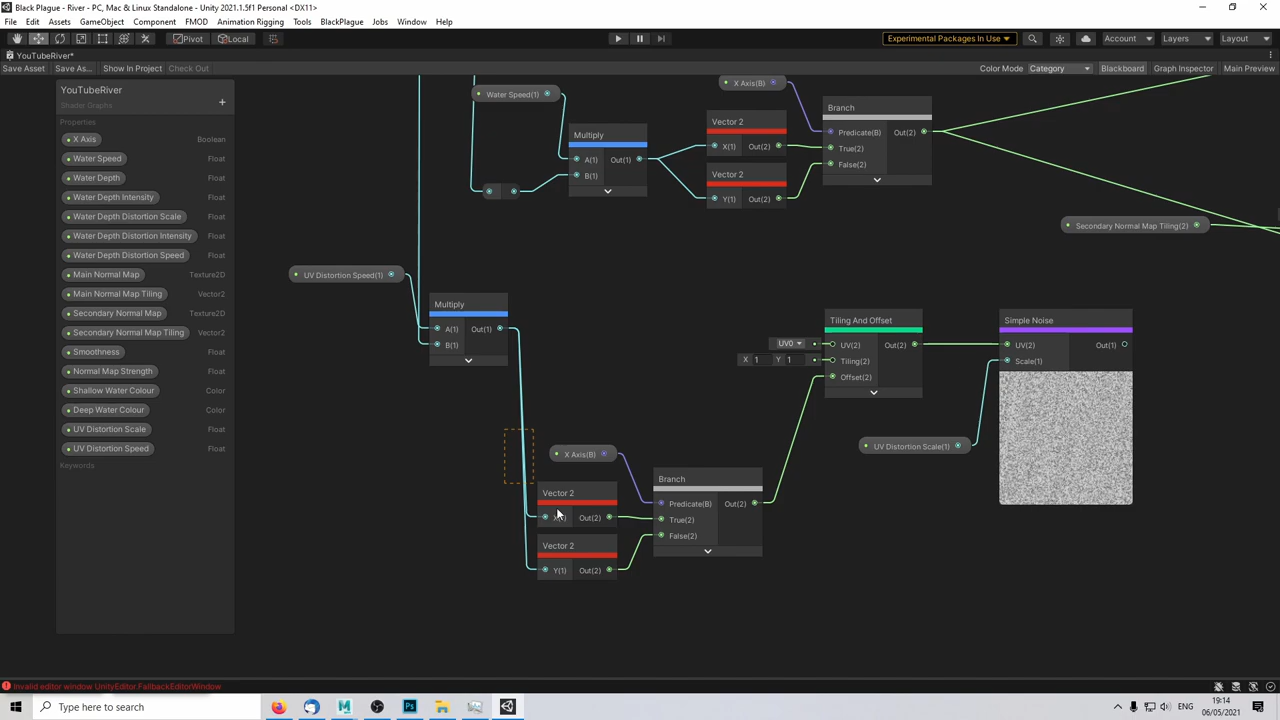 Black Plague - River - PC, Mac & Linux Standalone - Unity 2021.1.5f1 Personal <DX11>
File Edit Assets GameObject Component FMOD Animation Rigging Tools BlackPlague Jobs Window Help
Pivot Local Experimental Packages In Use Account Layers Layout
YouTubeRiver*
Save Asset Save As... Show In Project Check Out Color Mode Category Blackboard Graph Inspector Main Preview
YouTubeRiver
Shader Graphs
Properties
X Axis Boolean
Water Speed Float
Water Depth Float
Water Depth Intensity Float
Water Depth Distortion Scale Float
Water Depth Distortion Intensity Float
Water Depth Distortion Speed Float
Main Normal Map Texture2D
Main Normal Map Tiling Vector2
Secondary Normal Map Texture2D
Secondary Normal Map Tiling Vector2
Smoothness Float
Normal Map Strength Float
Shallow Water Colour Color
Deep Water Colour Color
UV Distortion Scale Float
UV Distortion Speed Float
Keywords
Water Speed(1)
Multiply
A(1) Out(1)
B(1)
X Axis(B)
Vector 2
X(1) Out(2)
Vector 2
Y(1) Out(2)
Branch
Predicate(B) Out(2)
True(2)
False(2)
Secondary Normal Map Tiling(2)
UV Distortion Speed(1)
Multiply
A(1) Out(1)
B(1)
X Axis(B)
Vector 2
X(1) Out(2)
Vector 2
Y(1) Out(2)
Branch
Predicate(B) Out(2)
True(2)
False(2)
Tiling And Offset
UV0 UV(2) Out(2)
X 1 Y 1 Tiling(2)
Offset(2)
UV Distortion Scale(1)
Simple Noise
UV(2) Out(1)
Scale(1)
Invalid editor window UnityEditor.FallbackEditorWindow
Type here to search
ENG
19:14
06/05/2021